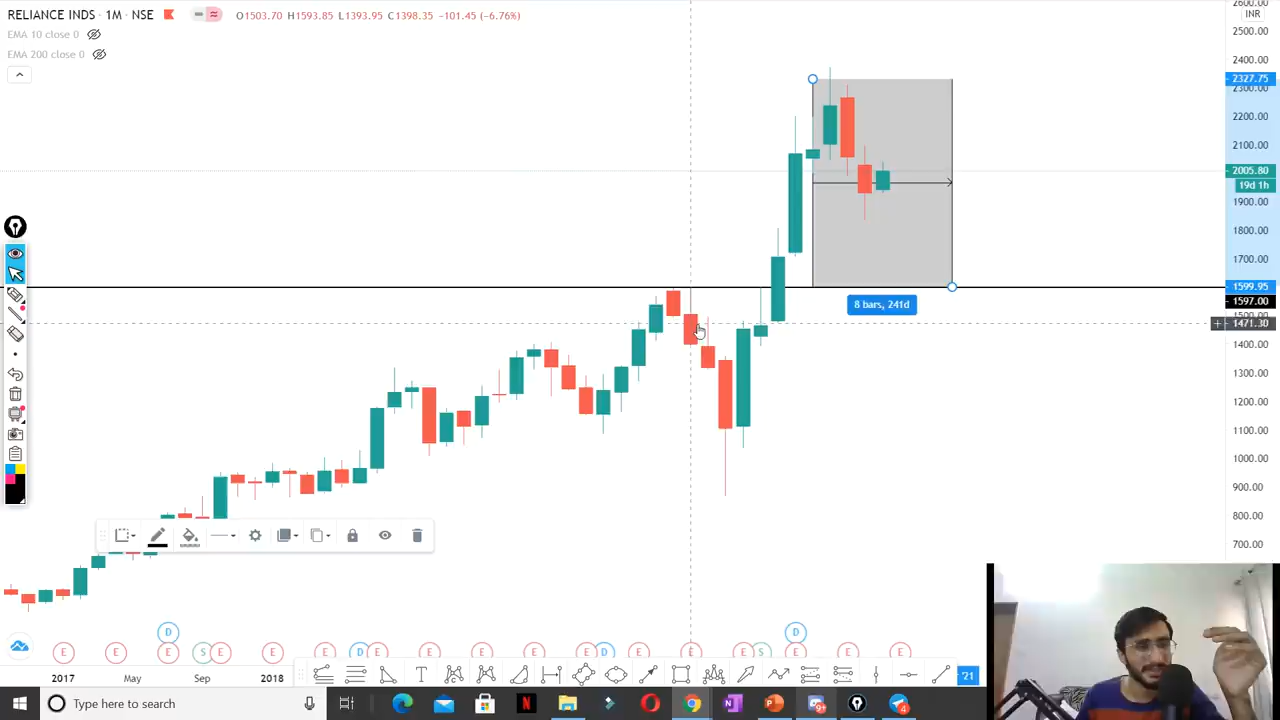 RELIANCE INDS · 1M · NSE
O1503.70 H1593.85 L1393.95 C1398.35 −101.45 (−6.76%)
EMA 10 close 0
EMA 200 close 0
INR
2600.00
2500.00
2400.00
2327.75
2300.00
2200.00
2100.00
2005.80
19d 1h
1900.00
1800.00
1700.00
1599.95
1597.00
1500.00
1471.30
1400.00
1300.00
1200.00
1100.00
1000.00
900.00
800.00
700.00
8 bars, 241d
D
D
D
D
E
E
E
S
E
E
E
E
E
E
E
E
E
E
E
S
E
E
E
2017
May
Sep
2018
'21
T
Type here to search
9+
4